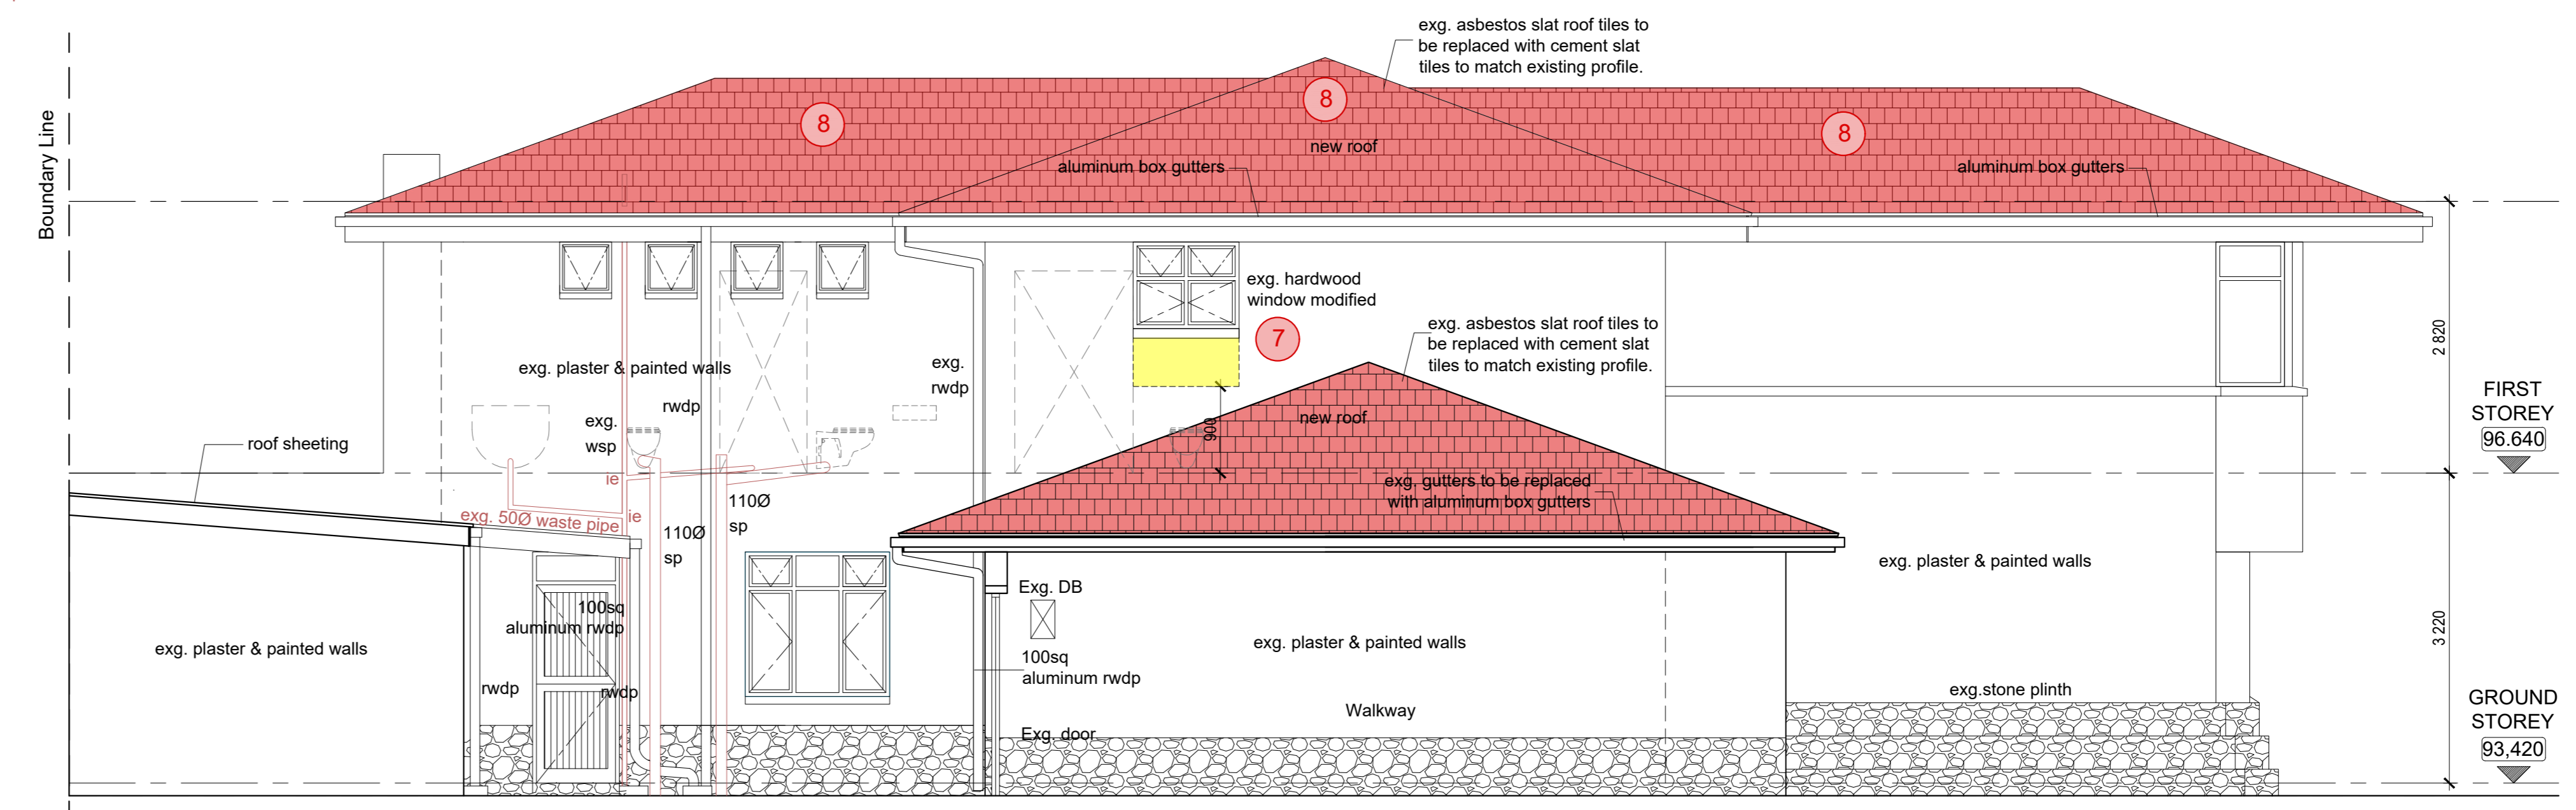 exg. asbestos slat roof tiles to
be replaced with cement slat
tiles to match existing profile.
8
8
8
new roof
aluminum box gutters
aluminum box gutters
Boundary Line
exg. hardwood
window modified
7
exg. asbestos slat roof tiles to
be replaced with cement slat
tiles to match existing profile.
2 820
exg. plaster & painted walls
exg.
rwdp
rwdp
exg.
wsp
900
new roof
FIRST
STOREY
96.640
roof sheeting
ie
exg. gutters to be replaced
with aluminum box gutters
110Ø
sp
exg. 50Ø waste pipe
ie
110Ø
sp
exg. plaster & painted walls
Exg. DB
100sq
aluminum rwdp
3 220
exg. plaster & painted walls
exg. plaster & painted walls
100sq
aluminum rwdp
rwdp
rwdp
exg.stone plinth
Walkway
Exg. door
GROUND
STOREY
93,420